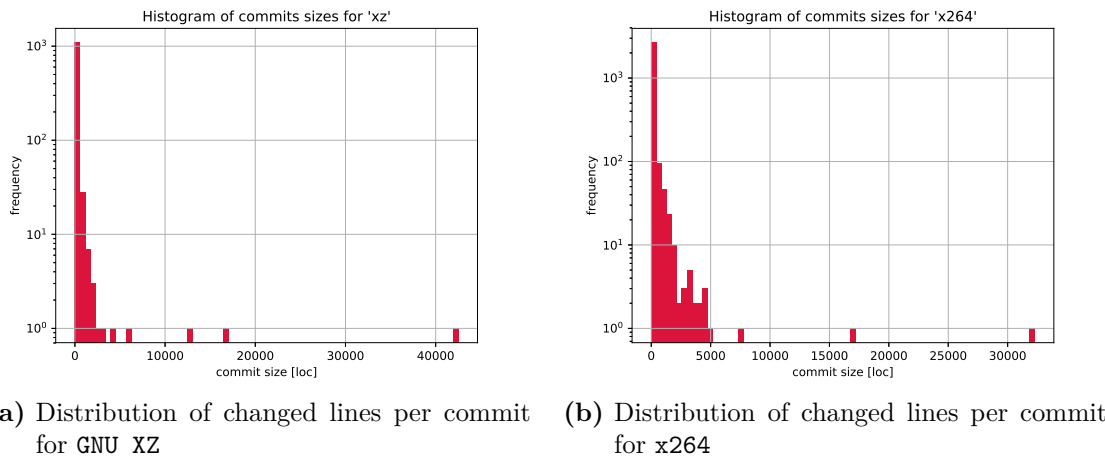 Histogram of commits sizes for 'xz'
10³
10²
10¹
10⁰
frequency
0 10000 20000 30000 40000
commit size [loc]
Histogram of commits sizes for 'x264'
10³
10²
10¹
10⁰
frequency
0 5000 10000 15000 20000 25000 30000
commit size [loc]
a) Distribution of changed lines per commit
for GNU XZ
(b) Distribution of changed lines per commit
for x264